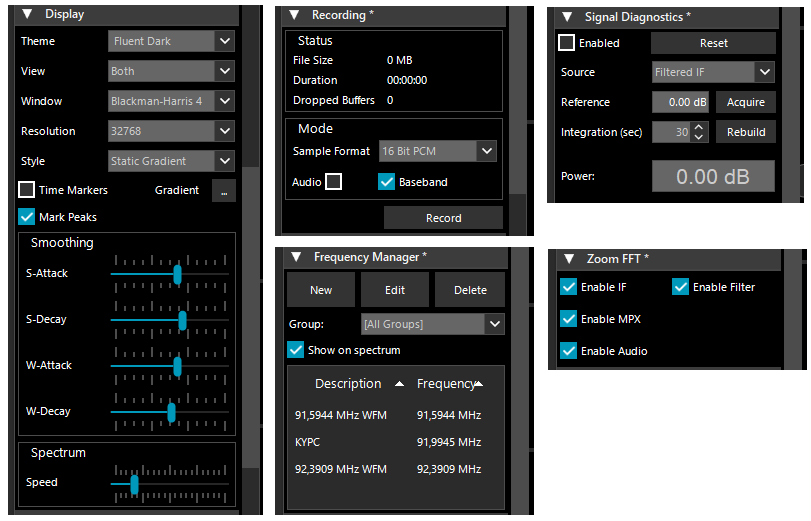 Display
Theme Fluent Dark
View Both
Window Blackman-Harris 4
Resolution 32768
Style Static Gradient
Time Markers Gradient ...
Mark Peaks
Smoothing
S-Attack
S-Decay
W-Attack
W-Decay
Spectrum
Speed
Recording *
Status
File Size 0 MB
Duration 00:00:00
Dropped Buffers 0
Mode
Sample Format 16 Bit PCM
Audio Baseband
Record
Frequency Manager *
New Edit Delete
Group: [All Groups]
Show on spectrum
Description Frequency
91,5944 MHz WFM 91,5944 MHz
KYPC 91,9945 MHz
92,3909 MHz WFM 92,3909 MHz
Signal Diagnostics *
Enabled Reset
Source Filtered IF
Reference 0.00 dB Acquire
Integration (sec) 30 Rebuild
Power: 0.00 dB
Zoom FFT *
Enable IF Enable Filter
Enable MPX
Enable Audio